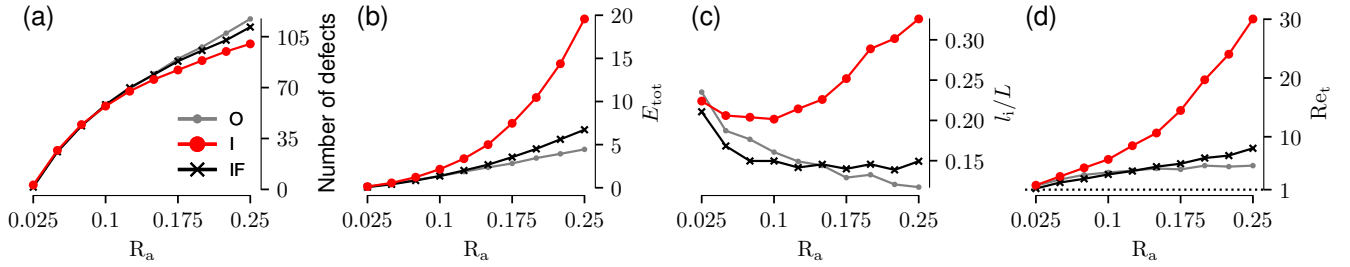 (a)
105
70
35
0
Number of defects
O
I
IF
0.025 0.1 0.175 0.25
R_a
(b)
20
15
10
5
0
E_tot
0.025 0.1 0.175 0.25
R_a
(c)
0.30
0.25
0.20
0.15
l_i/L
0.025 0.1 0.175 0.25
R_a
(d)
30
20
10
1
Re_t
0.025 0.1 0.175 0.25
R_a